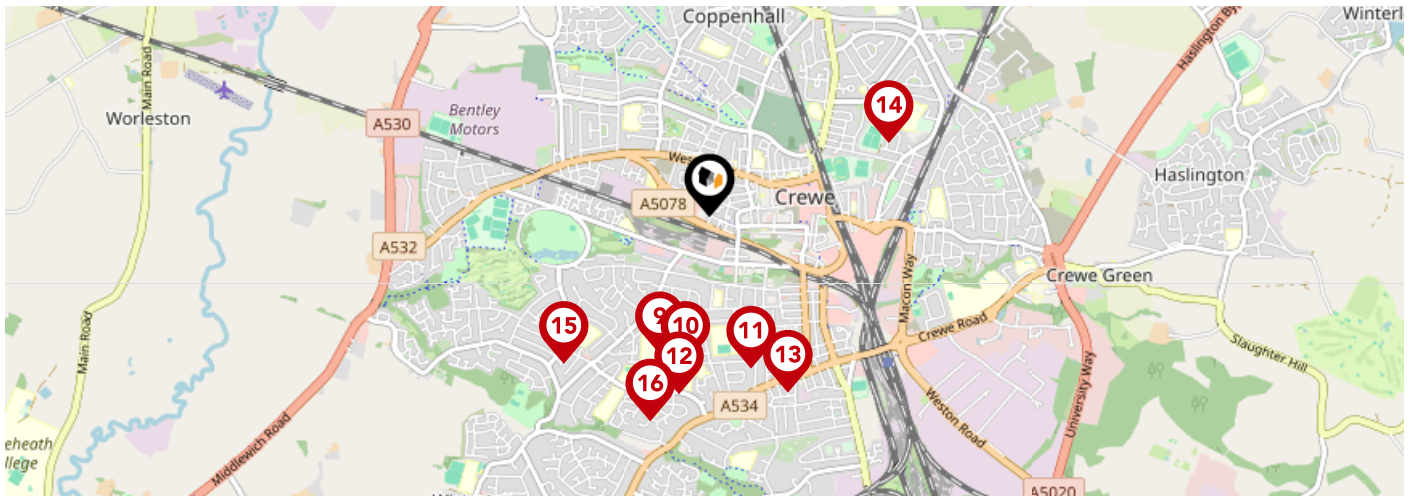 Coppenhall
Winterl
Haslington By
Main Road
Bentley
Motors
14
Worleston
A530
Wes
Haslington
Crewe
A5078
A532
Crewe Green
Macon Way
9
10
11
15
Crewe Road
Main Road
12
13
Slaughter Hill
16
A534
University Way
Weston Road
Middlewich Road
eheath
llege
A5020